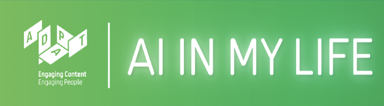 ADAPT
Engaging Content
Engaging People
AI IN MY LIFE